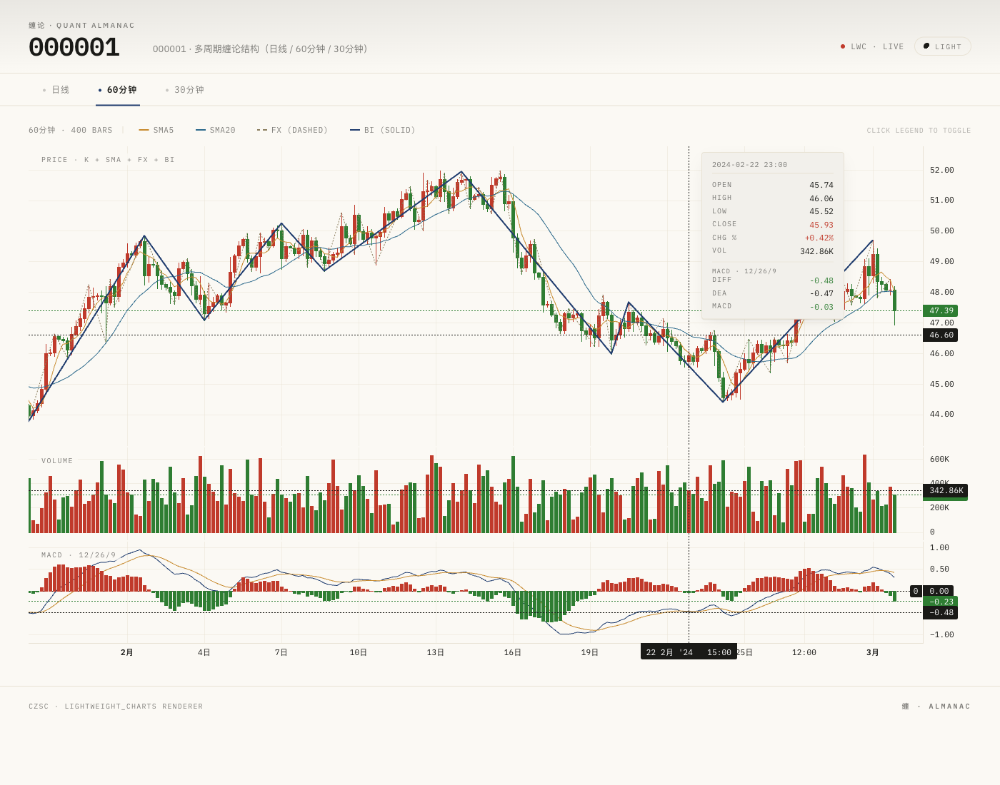 缠论 · QUANT ALMANAC
000001
000001 · 多周期缠论结构（日线 / 60分钟 / 30分钟）
LWC · LIVE
LIGHT
日线
60分钟
30分钟
60分钟 · 400 BARS
SMA5
SMA20
FX (DASHED)
BI (SOLID)
CLICK LEGEND TO TOGGLE
PRICE · K + SMA + FX + BI
2024-02-22 23:00
OPEN 45.74
HIGH 46.06
LOW 45.52
CLOSE 45.93
CHG % +0.42%
VOL 342.86K
MACD · 12/26/9
DIFF -0.48
DEA -0.47
MACD -0.03
52.00
51.00
50.00
49.00
48.00
47.39
47.00
46.60
46.00
45.00
44.00
VOLUME
600K
400K
342.86K
200K
0
MACD · 12/26/9
1.00
0.50
0 0.00
−0.23
−0.48
−1.00
2月 4日 7日 10日 13日 16日 19日 22 2月 '24 15:00 25日 12:00 3月
CZSC · LIGHTWEIGHT_CHARTS RENDERER
缠 · ALMANAC